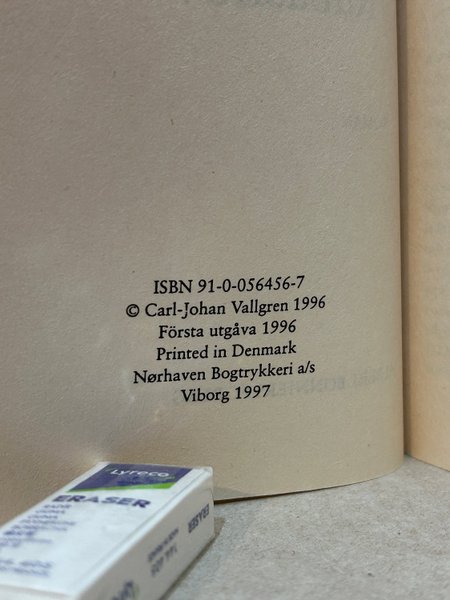 ISBN 91-0-056456-7
© Carl-Johan Vallgren 1996
Första utgåva 1996
Printed in Denmark
Nørhaven Bogtrykkeri a/s
Viborg 1997
Lyreco
ERASER
ERASER